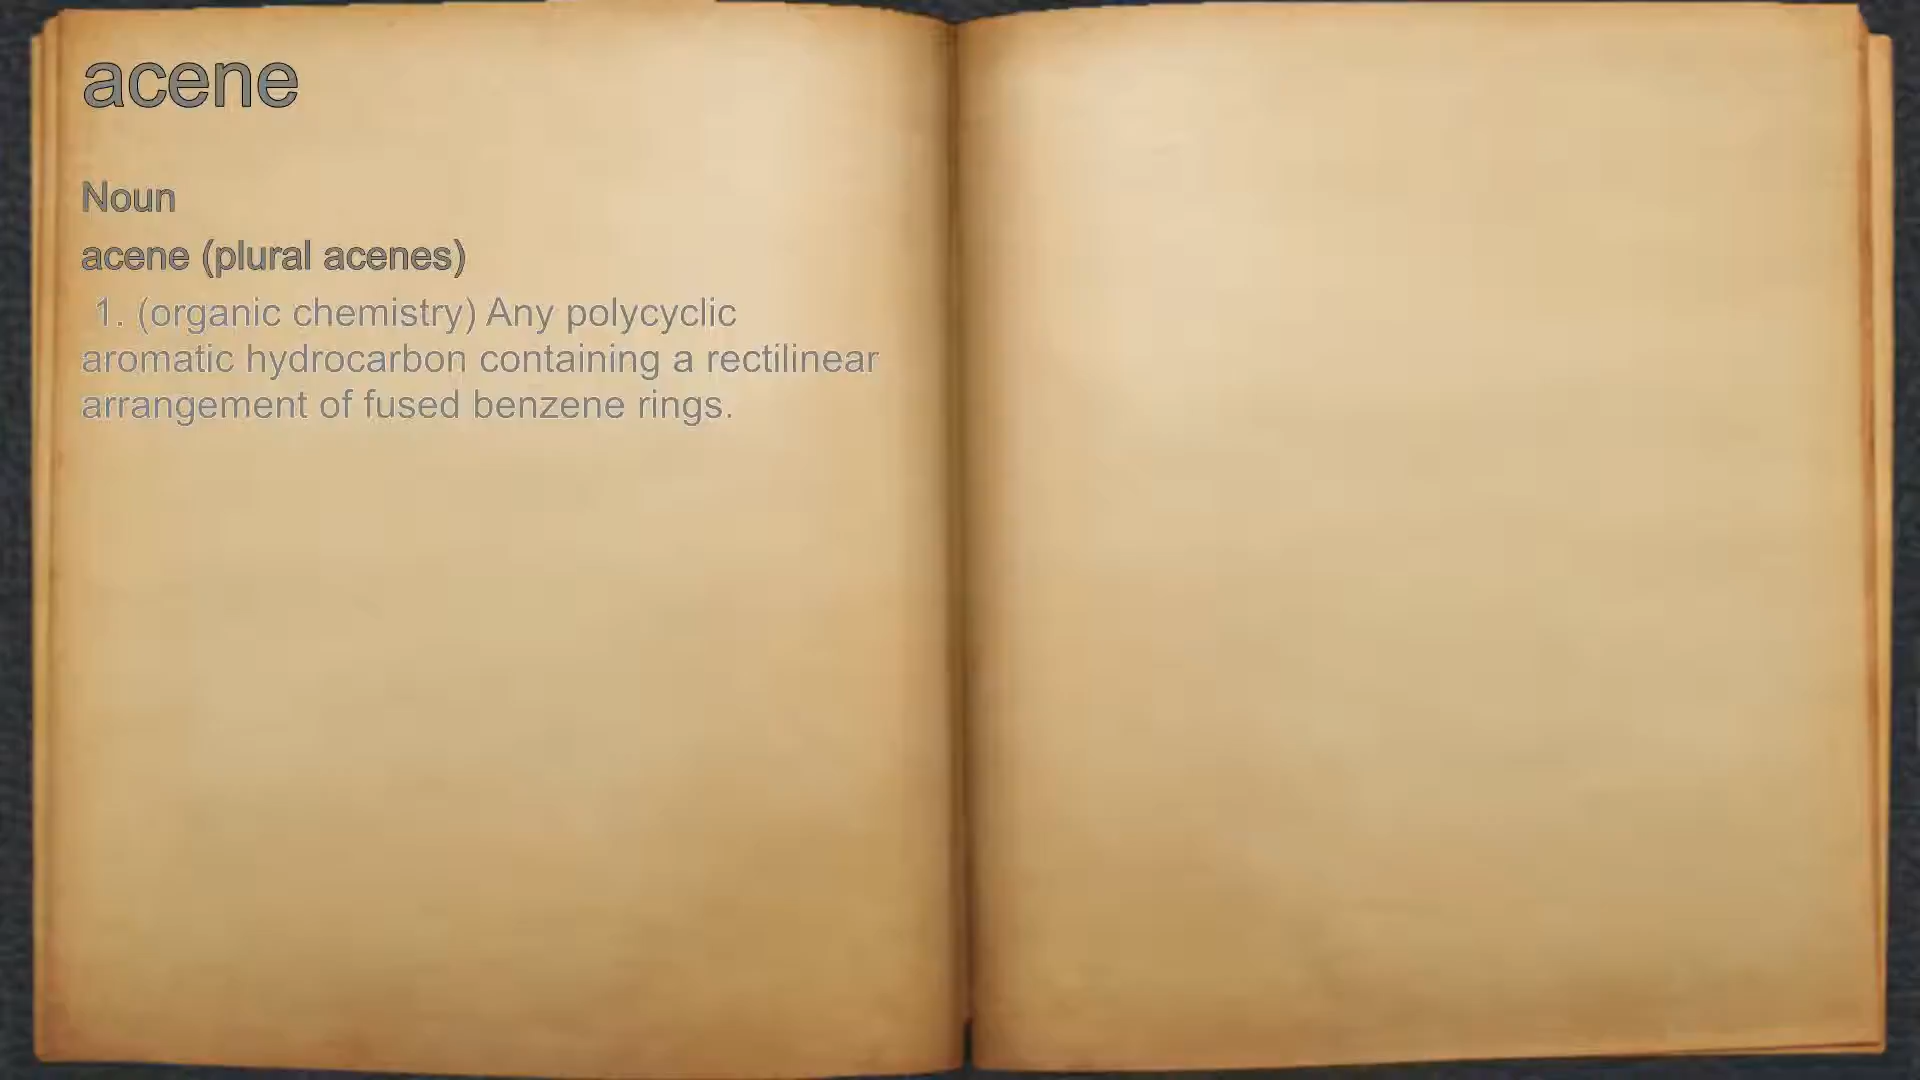 acene
Noun
acene (plural acenes)
1. (organic chemistry) Any polycyclic
aromatic hydrocarbon containing a rectilinear
arrangement of fused benzene rings.